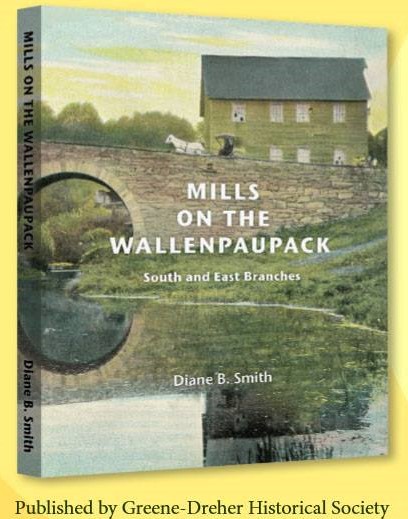 MILLS ON THE WALLENPAUPACK
Diane B. Smith
MILLS
ON THE
WALLENPAUPACK
South and East Branches
Diane B. Smith
Published by Greene-Dreher Historical Society